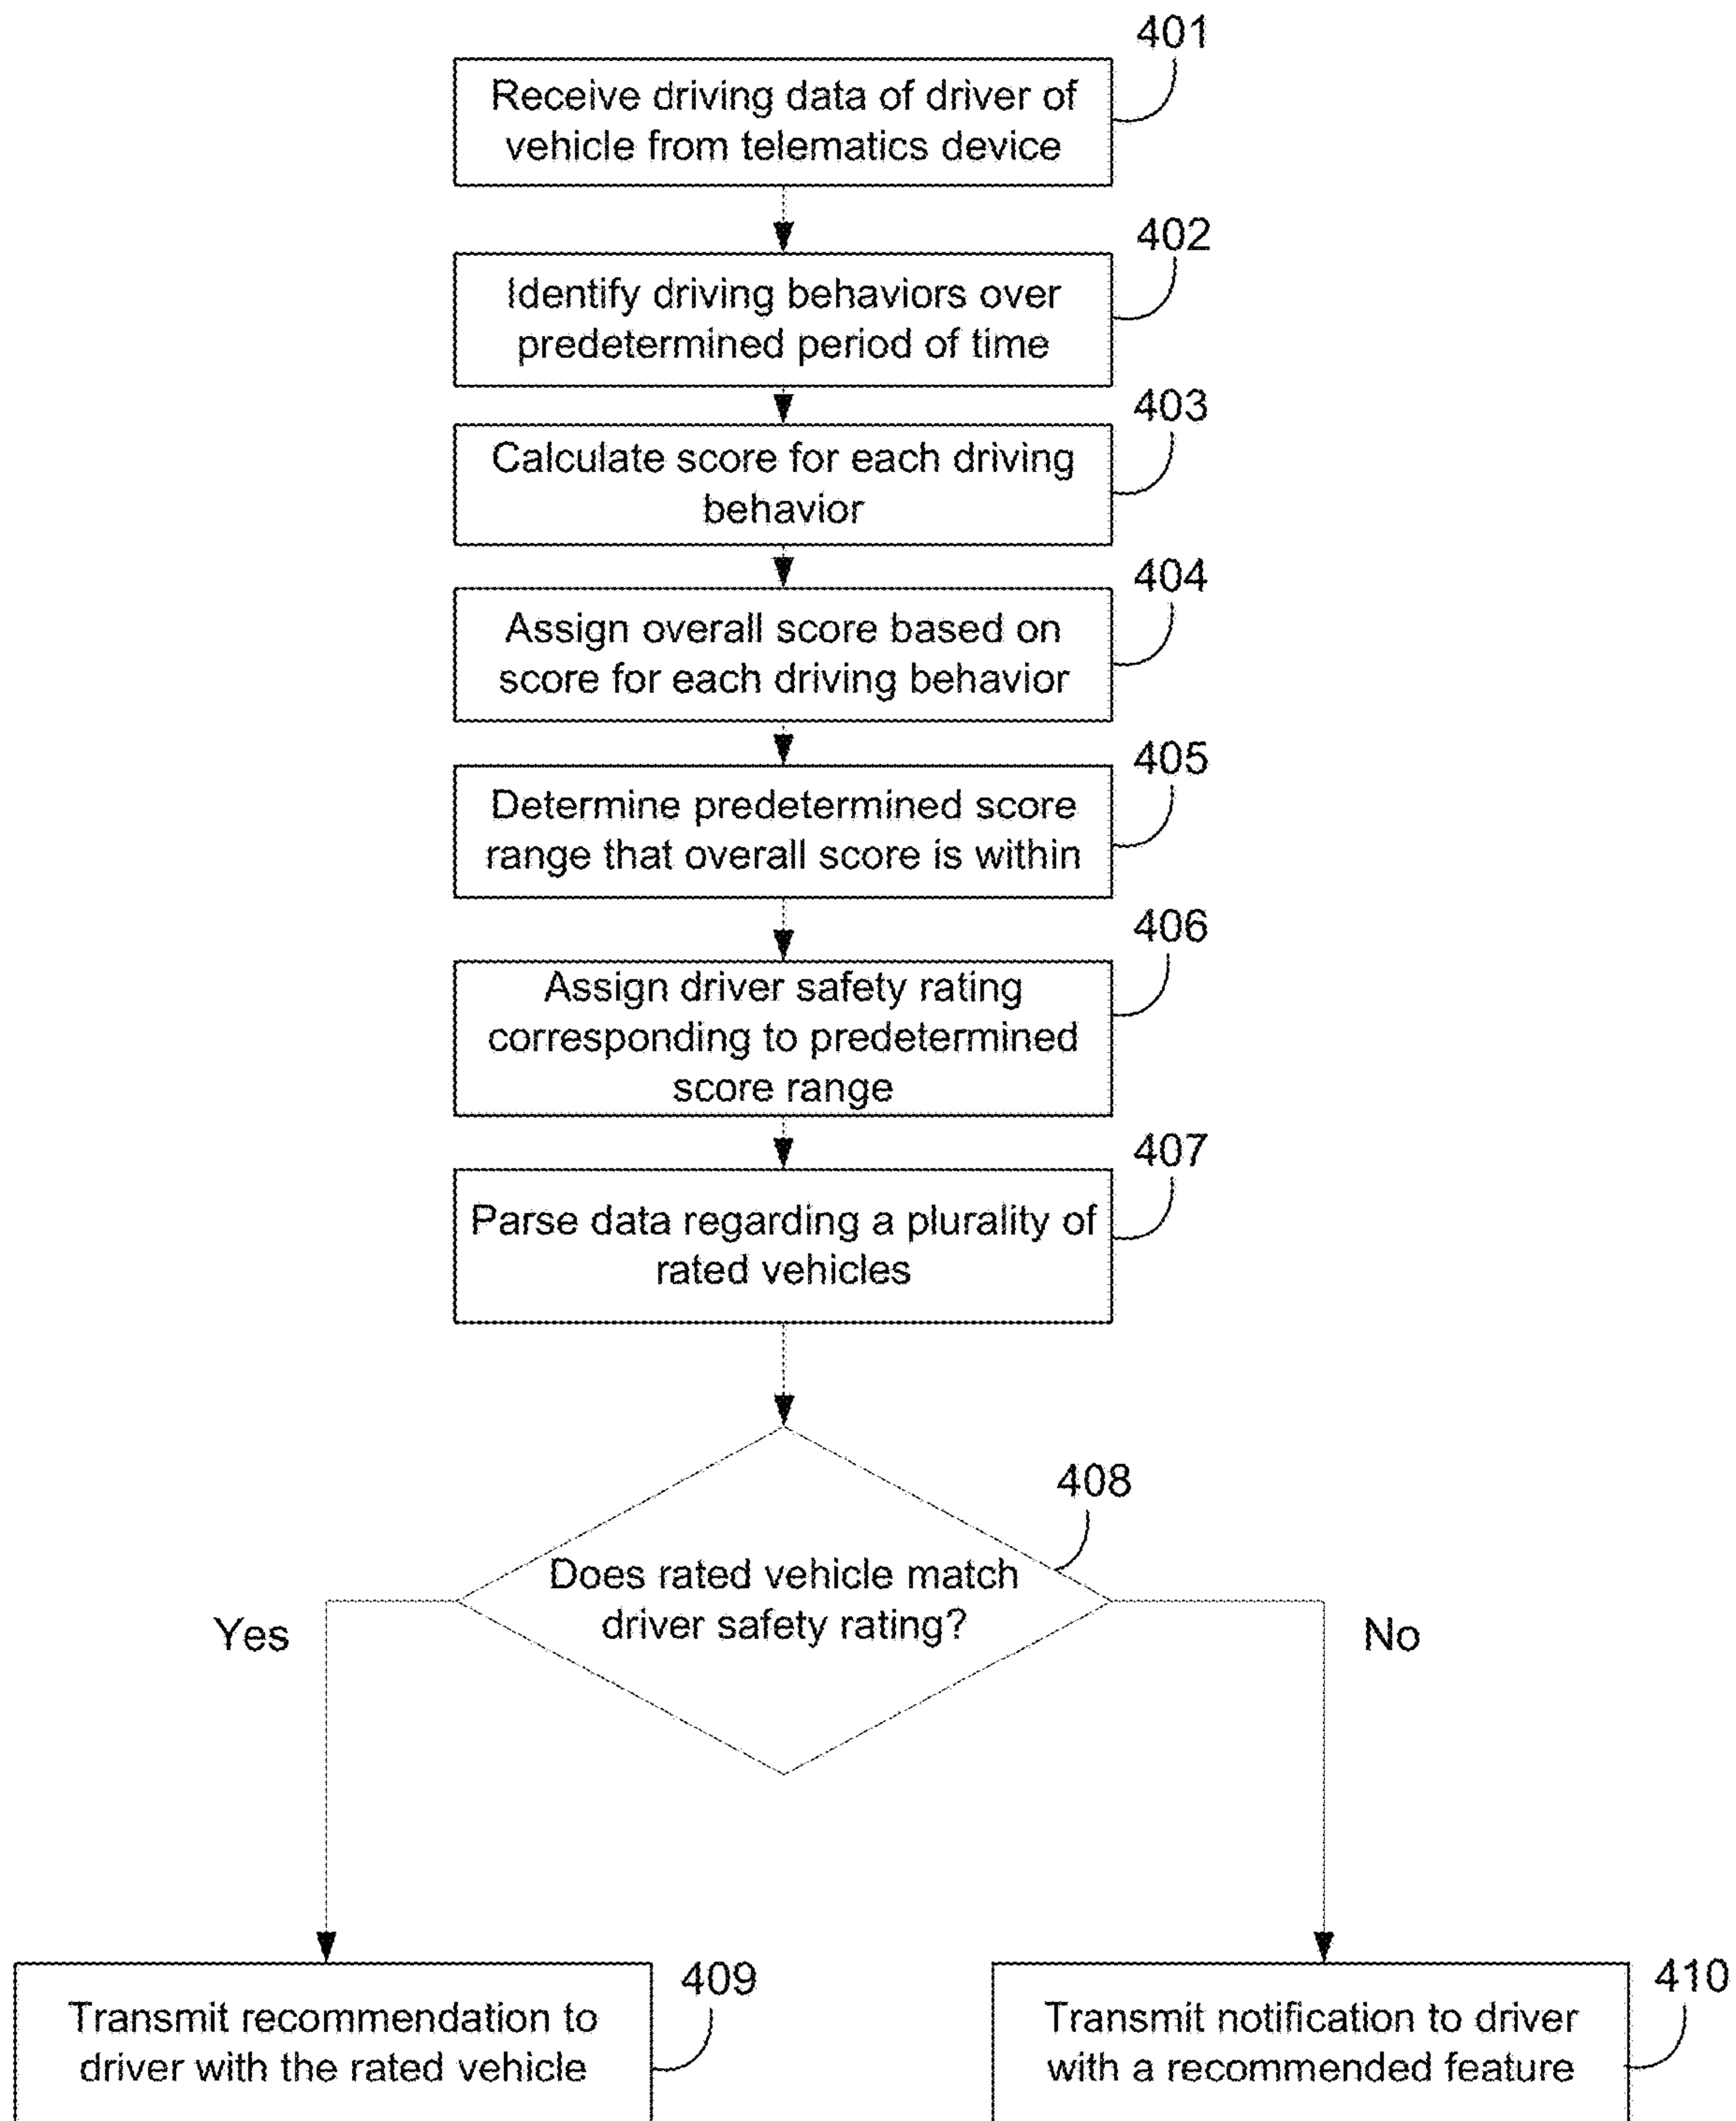 401
Receive driving data of driver of
vehicle from telematics device
402
Identify driving behaviors over
predetermined period of time
403
Calculate score for each driving
behavior
404
Assign overall score based on
score for each driving behavior
405
Determine predetermined score
range that overall score is within
406
Assign driver safety rating
corresponding to predetermined
score range
407
Parse data regarding a plurality of
rated vehicles
408
Does rated vehicle match
driver safety rating?
Yes
No
409
Transmit recommendation to
driver with the rated vehicle
410
Transmit notification to driver
with a recommended feature